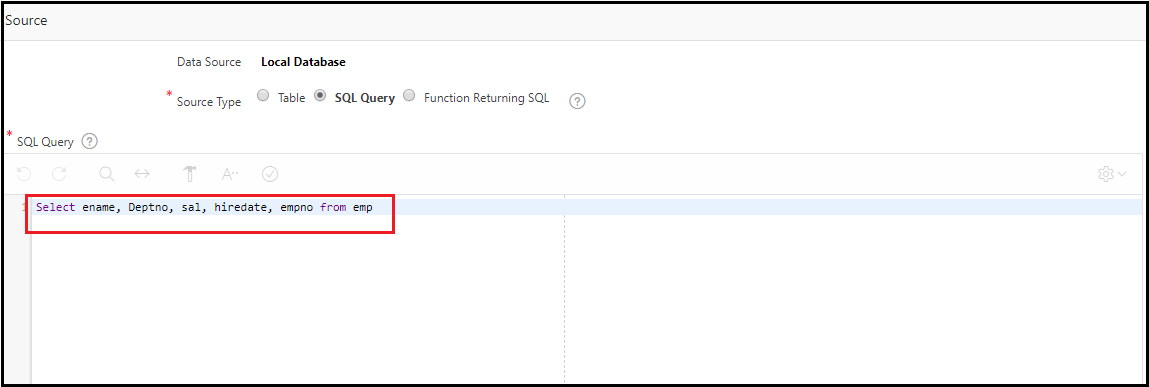 Source
Data Source Local Database
* Source Type Table SQL Query Function Returning SQL ?
* SQL Query ?
A··
1 Select ename, Deptno, sal, hiredate, empno from emp